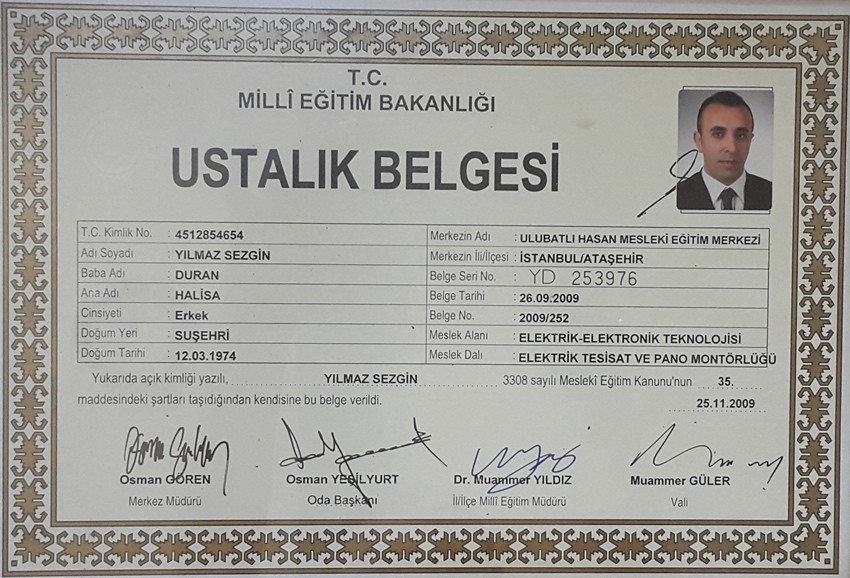 T.C.
MİLLÎ EĞİTİM BAKANLIĞI
USTALIK BELGESİ
T.C. Kimlik No. : 4512854654
Adı Soyadı : YILMAZ SEZGİN
Baba Adı : DURAN
Ana Adı : HALİSA
Cinsiyeti : Erkek
Doğum Yeri : SUŞEHRİ
Doğum Tarihi : 12.03.1974
Merkezin Adı : ULUBATLI HASAN MESLEKİ EĞİTİM MERKEZİ
Merkezin İli/İlçesi : İSTANBUL/ATAŞEHİR
Belge Seri No. : YD 253976
Belge Tarihi : 26.09.2009
Belge No. : 2009/252
Meslek Alanı : ELEKTRİK-ELEKTRONİK TEKNOLOJİSİ
Meslek Dalı : ELEKTRİK TESİSAT VE PANO MONTÖRLÜĞÜ
Yukarıda açık kimliği yazılı, YILMAZ SEZGİN 3308 sayılı Meslekî Eğitim Kanunu'nun 35.
maddesindeki şartları taşıdığından kendisine bu belge verildi. 25.11.2009
Osman GÖREN Osman YEŞİLYURT Dr. Muammer YILDIZ Muammer GÜLER
Merkez Müdürü Oda Başkanı İl/İlçe Millî Eğitim Müdürü Vali